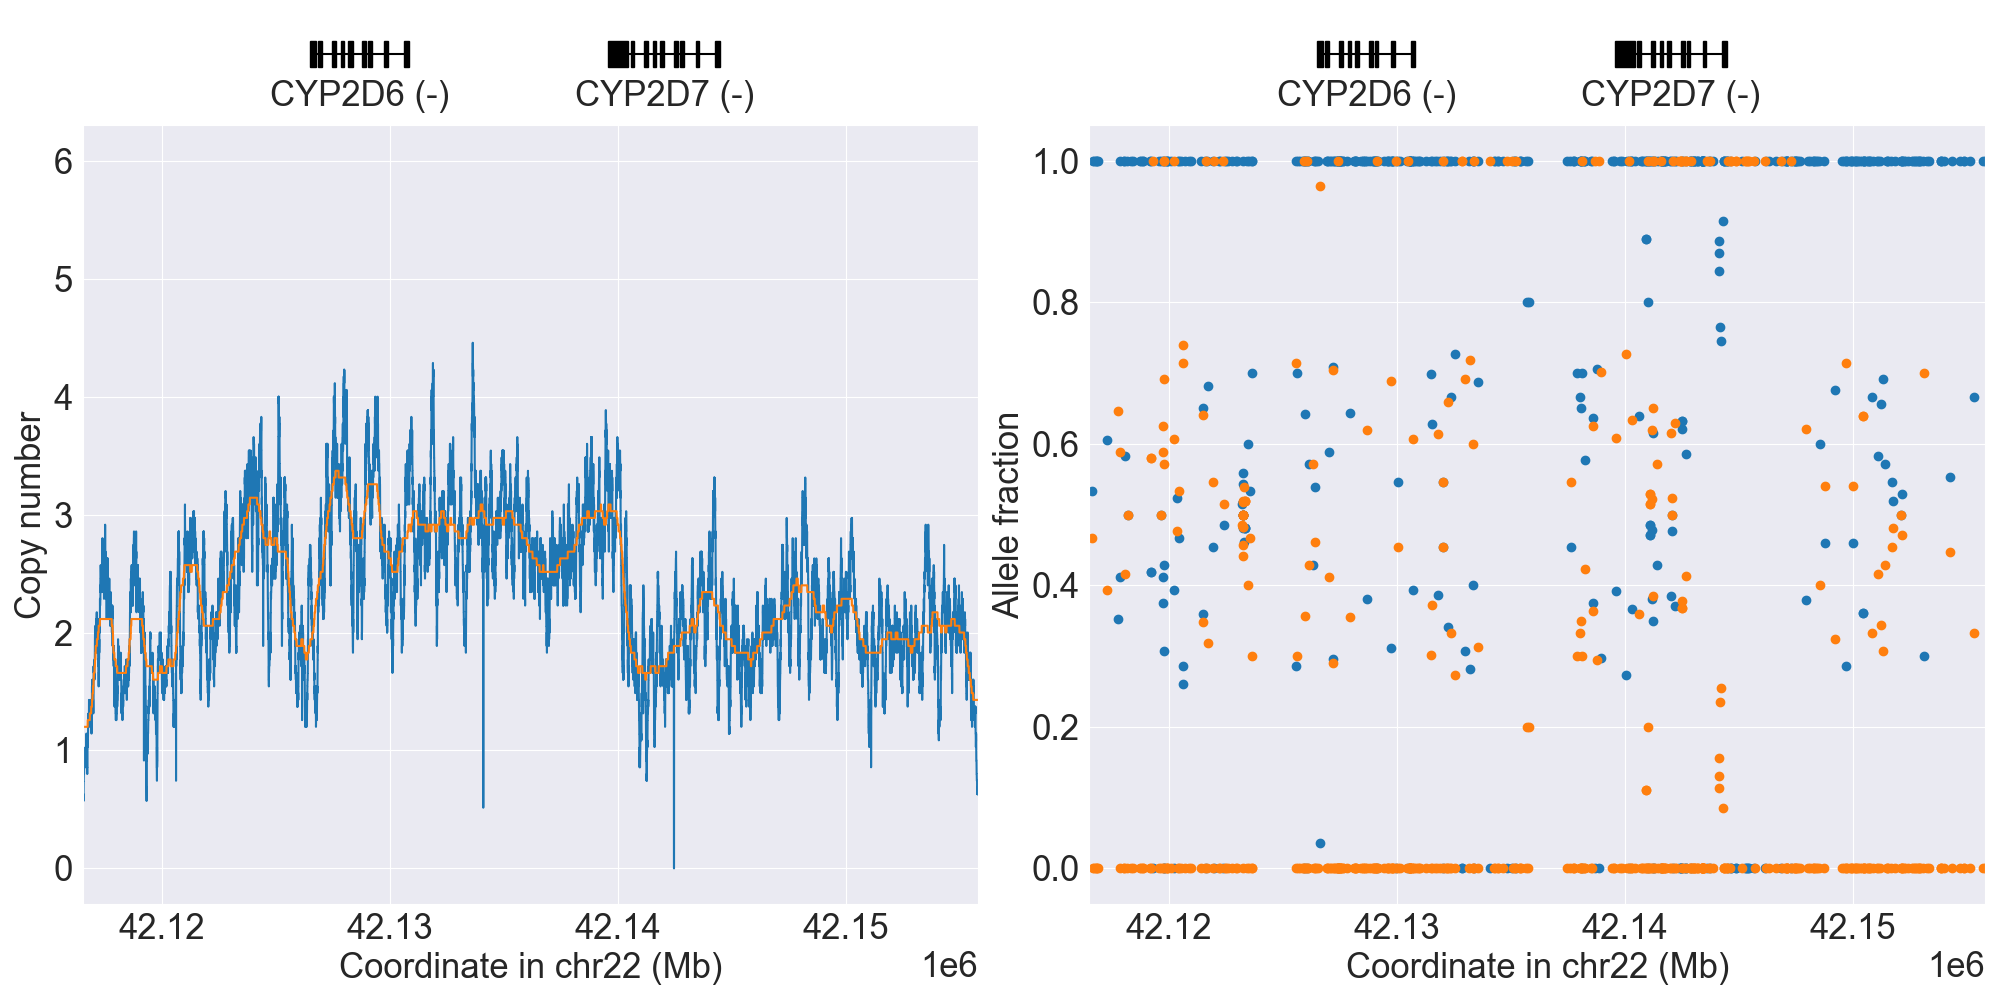 CYP2D6 (-)
CYP2D7 (-)
6
5
4
3
2
1
0
Copy number
42.12
42.13
42.14
42.15
Coordinate in chr22 (Mb)
1e6
CYP2D6 (-)
CYP2D7 (-)
1.0
0.8
0.6
0.4
0.2
0.0
Allele fraction
42.12
42.13
42.14
42.15
Coordinate in chr22 (Mb)
1e6